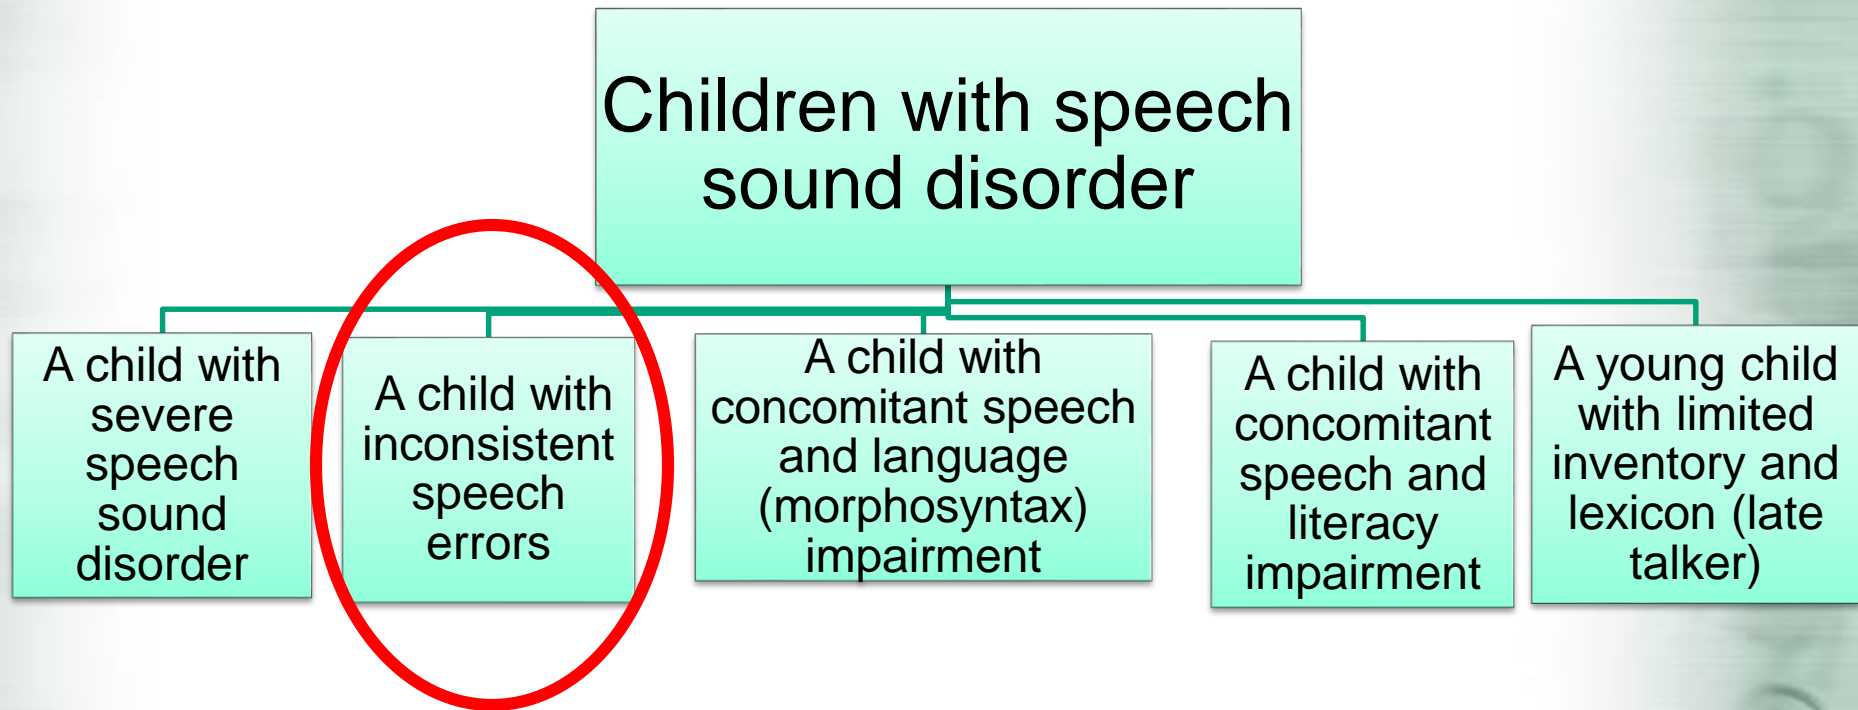 Children with speech
sound disorder
A child with
severe
speech
sound
disorder
A child with
inconsistent
speech
errors
A child with
concomitant speech
and language
(morphosyntax)
impairment
A child with
concomitant
speech and
literacy
impairment
A young child
with limited
inventory and
lexicon (late
talker)